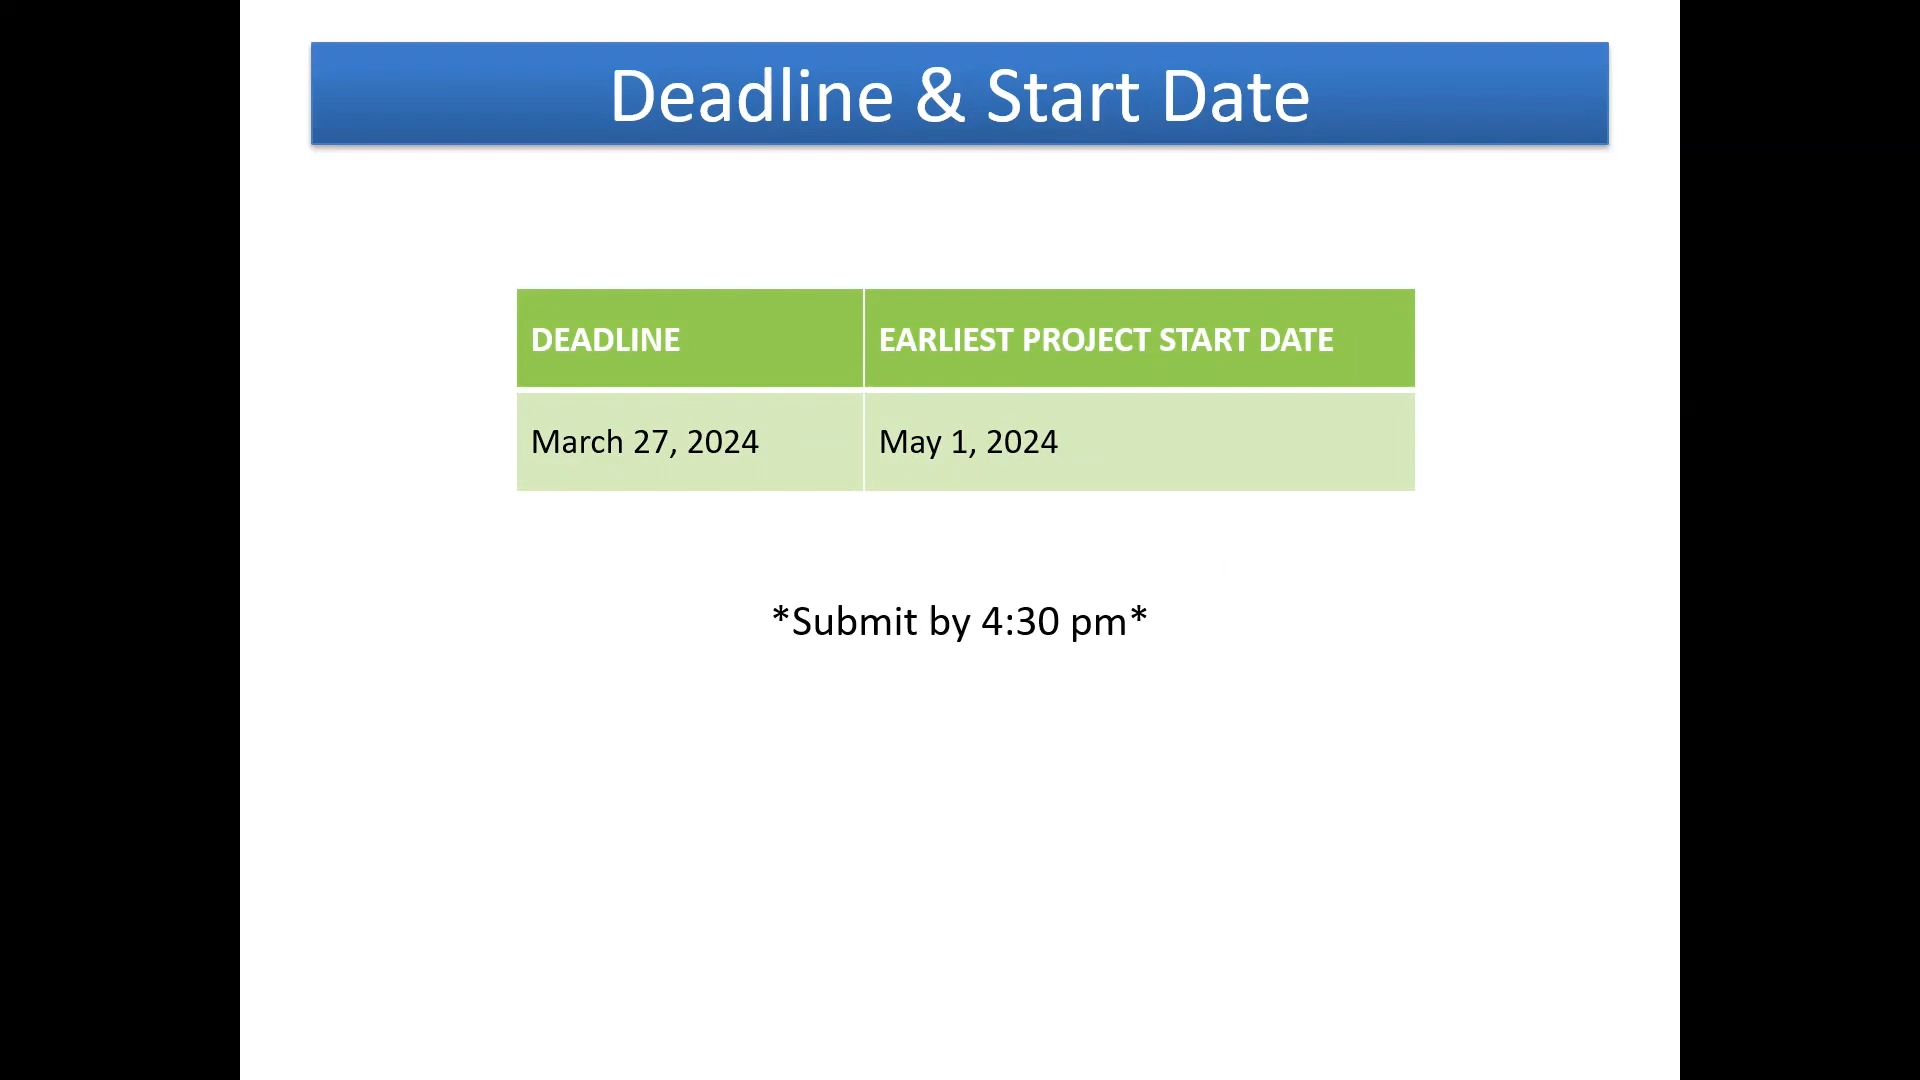 Deadline & Start Date
DEADLINE
EARLIEST PROJECT START DATE
March 27, 2024
May 1, 2024
*Submit by 4:30 pm*